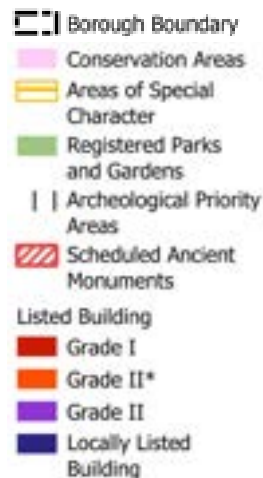 Borough Boundary
Conservation Areas
Areas of Special
Character
Registered Parks
and Gardens
Archeological Priority
Areas
Scheduled Ancient
Monuments
Listed Building
Grade I
Grade II*
Grade II
Locally Listed
Building